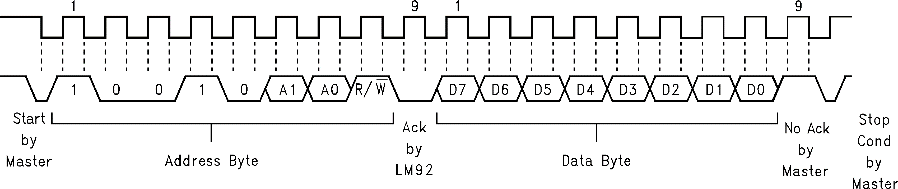 1 9 1 9
1 0 0 1 0 A1 A0 R/W̅ D7 D6 D5 D4 D3 D2 D1 D0
Start
by
Master
Address Byte
Ack
by
LM92
Data Byte
No Ack
by
Master
Stop
Cond
by
Master